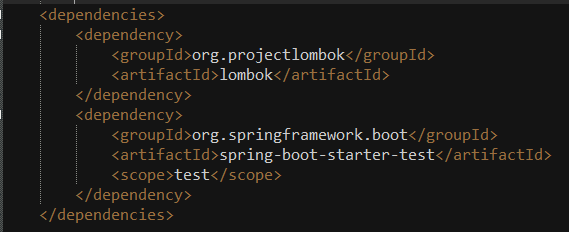 <dependencies>
<dependency>
<groupId>org.projectlombok</groupId>
<artifactId>lombok</artifactId>
</dependency>
<dependency>
<groupId>org.springframework.boot</groupId>
<artifactId>spring-boot-starter-test</artifactId>
<scope>test</scope>
</dependency>
</dependencies>